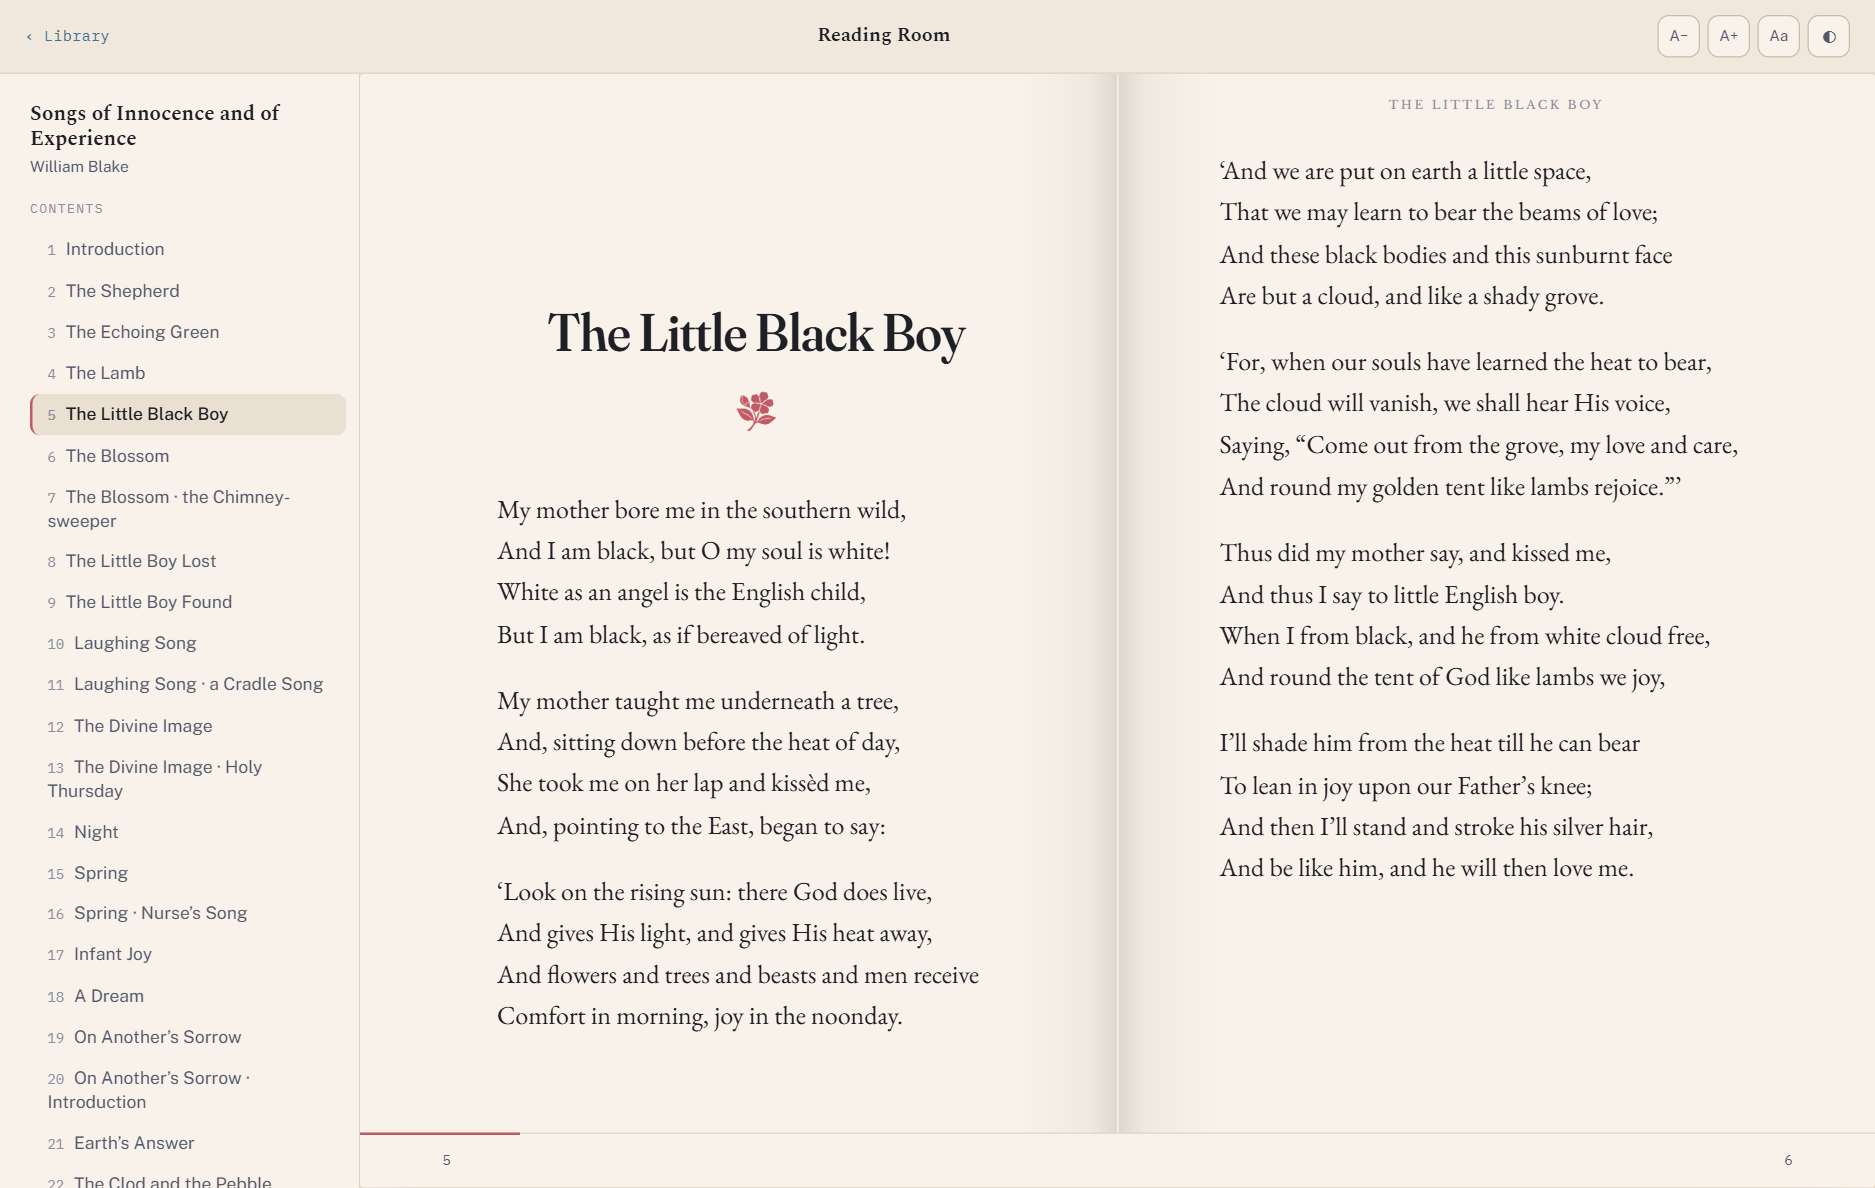 ‹ Library
Reading Room
A−
A+
Aa
Songs of Innocence and of
Experience
William Blake
CONTENTS
1 Introduction
2 The Shepherd
3 The Echoing Green
4 The Lamb
5 The Little Black Boy
6 The Blossom
7 The Blossom · the Chimney-
sweeper
8 The Little Boy Lost
9 The Little Boy Found
10 Laughing Song
11 Laughing Song · a Cradle Song
12 The Divine Image
13 The Divine Image · Holy
Thursday
14 Night
15 Spring
16 Spring · Nurse’s Song
17 Infant Joy
18 A Dream
19 On Another’s Sorrow
20 On Another’s Sorrow ·
Introduction
21 Earth’s Answer
22 The Clod and the Pebble
The Little Black Boy
My mother bore me in the southern wild,
And I am black, but O my soul is white!
White as an angel is the English child,
But I am black, as if bereaved of light.
My mother taught me underneath a tree,
And, sitting down before the heat of day,
She took me on her lap and kissèd me,
And, pointing to the East, began to say:
‘Look on the rising sun: there God does live,
And gives His light, and gives His heat away,
And flowers and trees and beasts and men receive
Comfort in morning, joy in the noonday.
5
THE LITTLE BLACK BOY
‘And we are put on earth a little space,
That we may learn to bear the beams of love;
And these black bodies and this sunburnt face
Are but a cloud, and like a shady grove.
‘For, when our souls have learned the heat to bear,
The cloud will vanish, we shall hear His voice,
Saying, “Come out from the grove, my love and care,
And round my golden tent like lambs rejoice.”’
Thus did my mother say, and kissed me,
And thus I say to little English boy.
When I from black, and he from white cloud free,
And round the tent of God like lambs we joy,
I’ll shade him from the heat till he can bear
To lean in joy upon our Father’s knee;
And then I’ll stand and stroke his silver hair,
And be like him, and he will then love me.
6